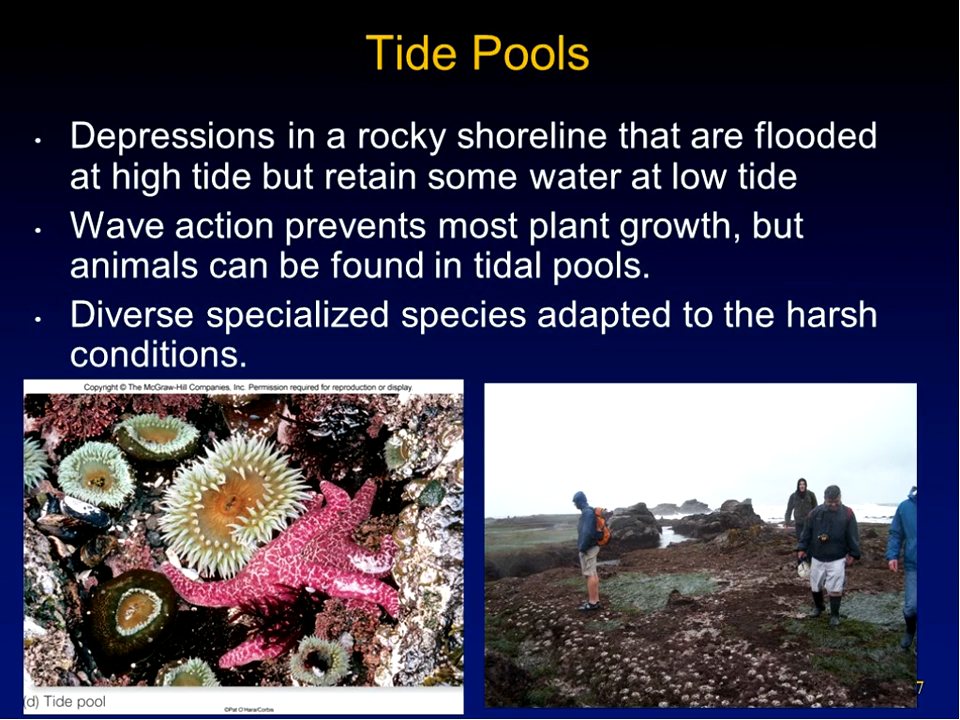 Tide Pools
• Depressions in a rocky shoreline that are flooded
at high tide but retain some water at low tide
• Wave action prevents most plant growth, but
animals can be found in tidal pools.
• Diverse specialized species adapted to the harsh
conditions.
Copyright © The McGraw-Hill Companies, Inc. Permission required for reproduction or display.
(d) Tide pool
©Pat O'Hara/Corbis
7